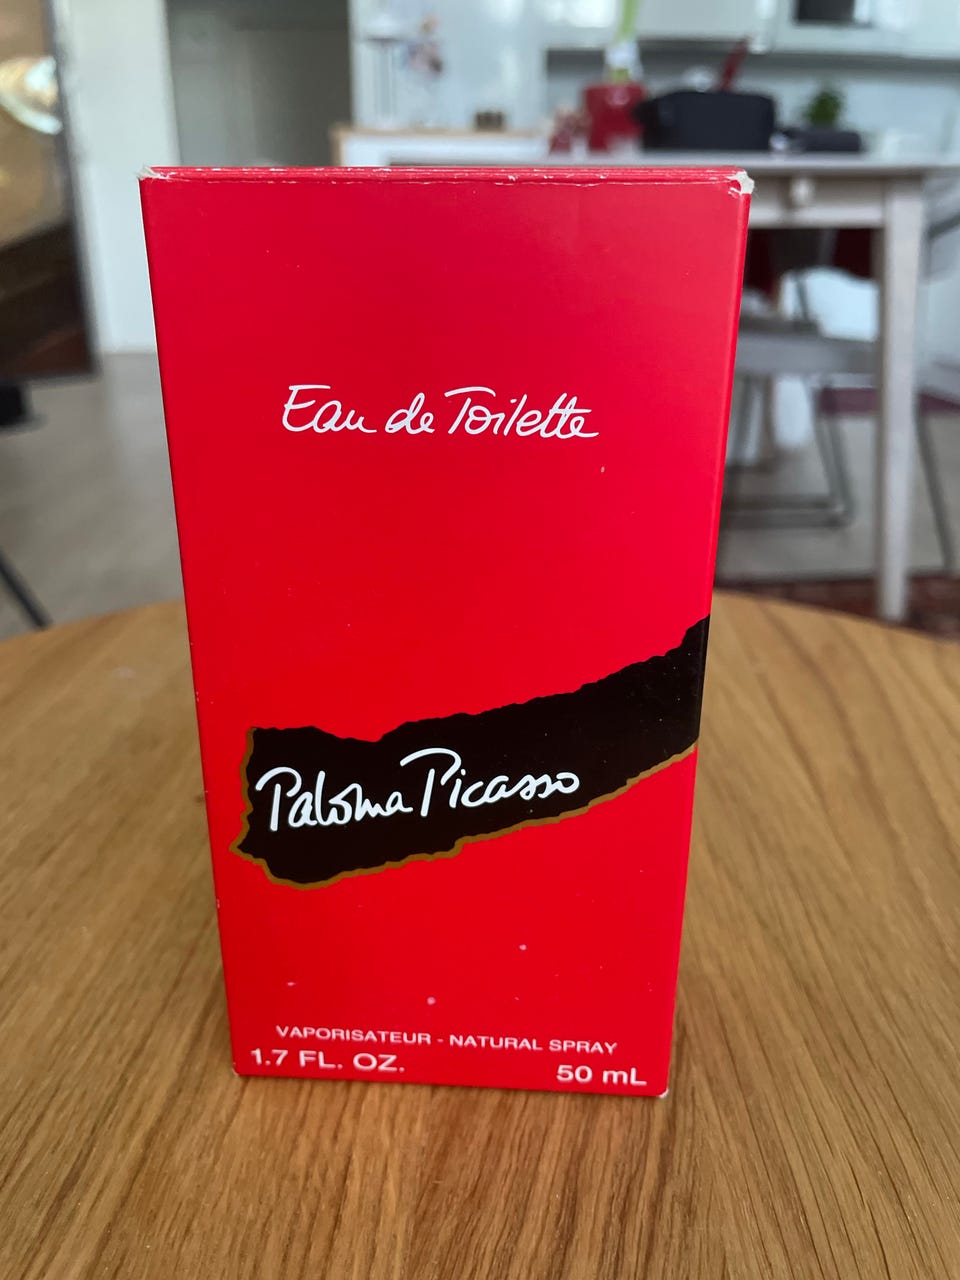 Eau de Toilette
Paloma Picasso
VAPORISATEUR - NATURAL SPRAY
1.7 FL. OZ. 50 mL